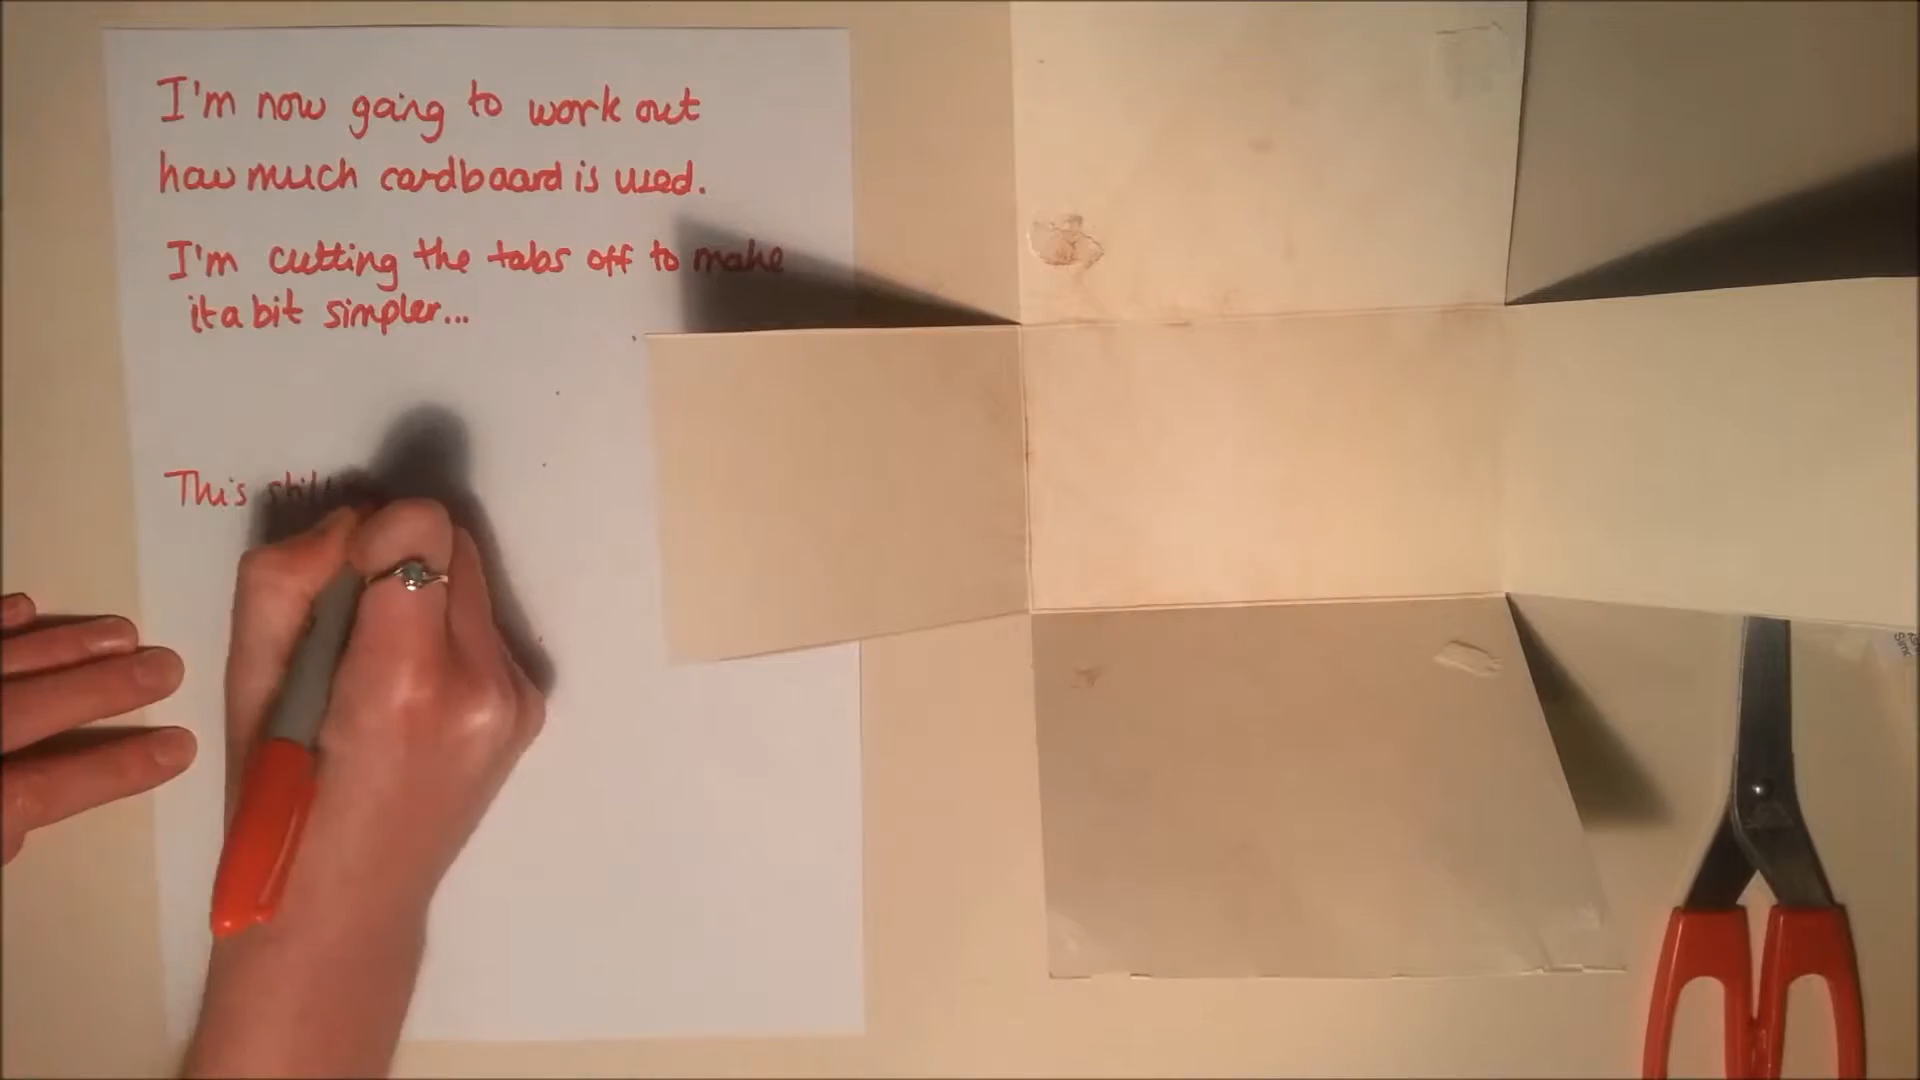 I'm now going to work out
how much cardboard is used.
I'm cutting the tabs off to make
it a bit simpler...
This still